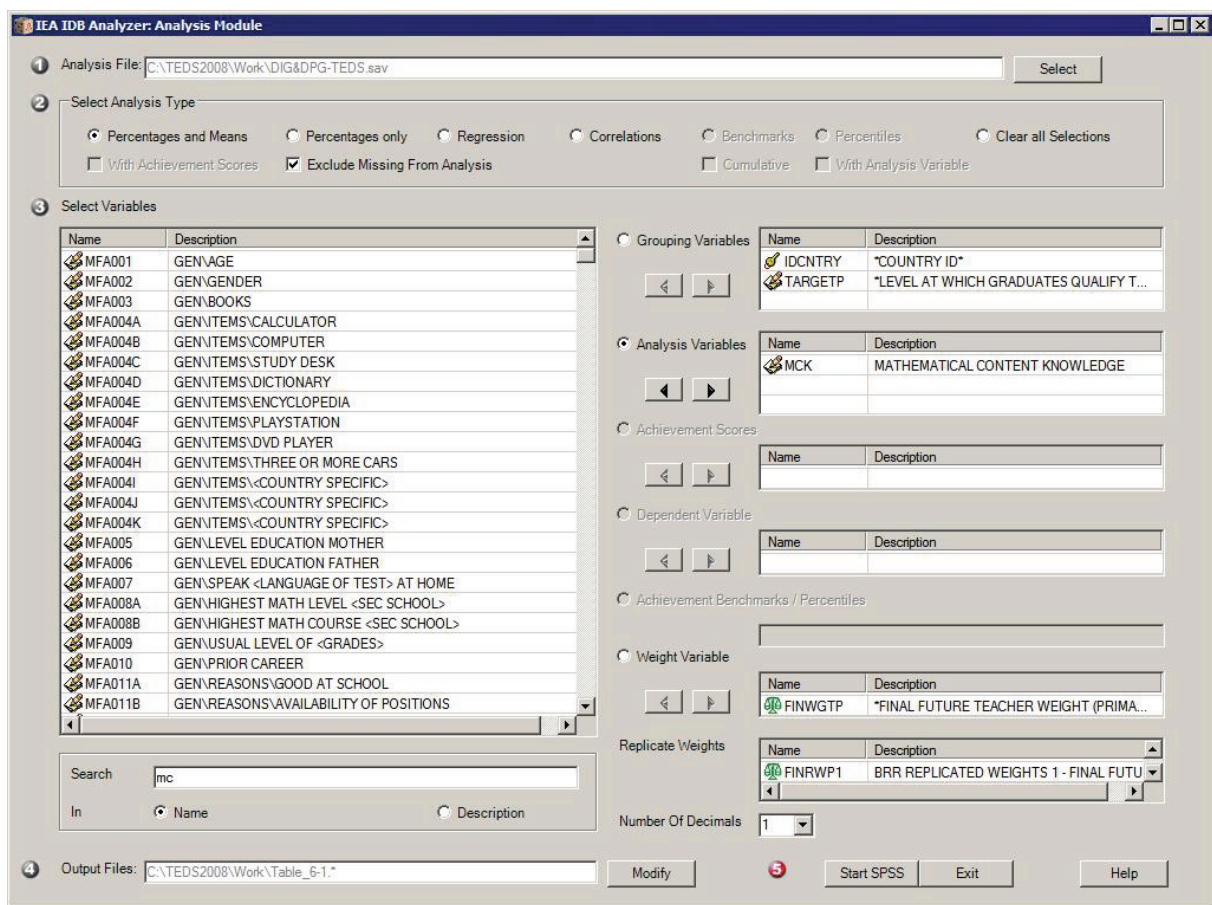 IEA IDB Analyzer: Analysis Module
1 Analysis File: C:\TEDS2008\Work\DIG&DPG-TEDS.sav Select
2 Select Analysis Type
Percentages and Means Percentages only Regression Correlations Benchmarks Percentiles Clear all Selections
With Achievement Scores Exclude Missing From Analysis Cumulative With Analysis Variable
3 Select Variables
Name Description
MFA001 GEN\AGE
MFA002 GEN\GENDER
MFA003 GEN\BOOKS
MFA004A GEN\ITEMS\CALCULATOR
MFA004B GEN\ITEMS\COMPUTER
MFA004C GEN\ITEMS\STUDY DESK
MFA004D GEN\ITEMS\DICTIONARY
MFA004E GEN\ITEMS\ENCYCLOPEDIA
MFA004F GEN\ITEMS\PLAYSTATION
MFA004G GEN\ITEMS\DVD PLAYER
MFA004H GEN\ITEMS\THREE OR MORE CARS
MFA004I GEN\ITEMS\<COUNTRY SPECIFIC>
MFA004J GEN\ITEMS\<COUNTRY SPECIFIC>
MFA004K GEN\ITEMS\<COUNTRY SPECIFIC>
MFA005 GEN\LEVEL EDUCATION MOTHER
MFA006 GEN\LEVEL EDUCATION FATHER
MFA007 GEN\SPEAK <LANGUAGE OF TEST> AT HOME
MFA008A GEN\HIGHEST MATH LEVEL <SEC SCHOOL>
MFA008B GEN\HIGHEST MATH COURSE <SEC SCHOOL>
MFA009 GEN\USUAL LEVEL OF <GRADES>
MFA010 GEN\PRIOR CAREER
MFA011A GEN\REASONS\GOOD AT SCHOOL
MFA011B GEN\REASONS\AVAILABILITY OF POSITIONS
Search mc
In Name Description
Grouping Variables
Name Description
IDCNTRY *COUNTRY ID*
TARGETP *LEVEL AT WHICH GRADUATES QUALIFY T...
Analysis Variables
Name Description
MCK MATHEMATICAL CONTENT KNOWLEDGE
Achievement Scores
Name Description
Dependent Variable
Name Description
Achievement Benchmarks / Percentiles
Weight Variable
Name Description
FINWGTP *FINAL FUTURE TEACHER WEIGHT (PRIMA...
Replicate Weights
Name Description
FINRWP1 BRR REPLICATED WEIGHTS 1 - FINAL FUTU
Number Of Decimals 1
4 Output Files: C:\TEDS2008\Work\Table_6-1.* Modify 5 Start SPSS Exit Help